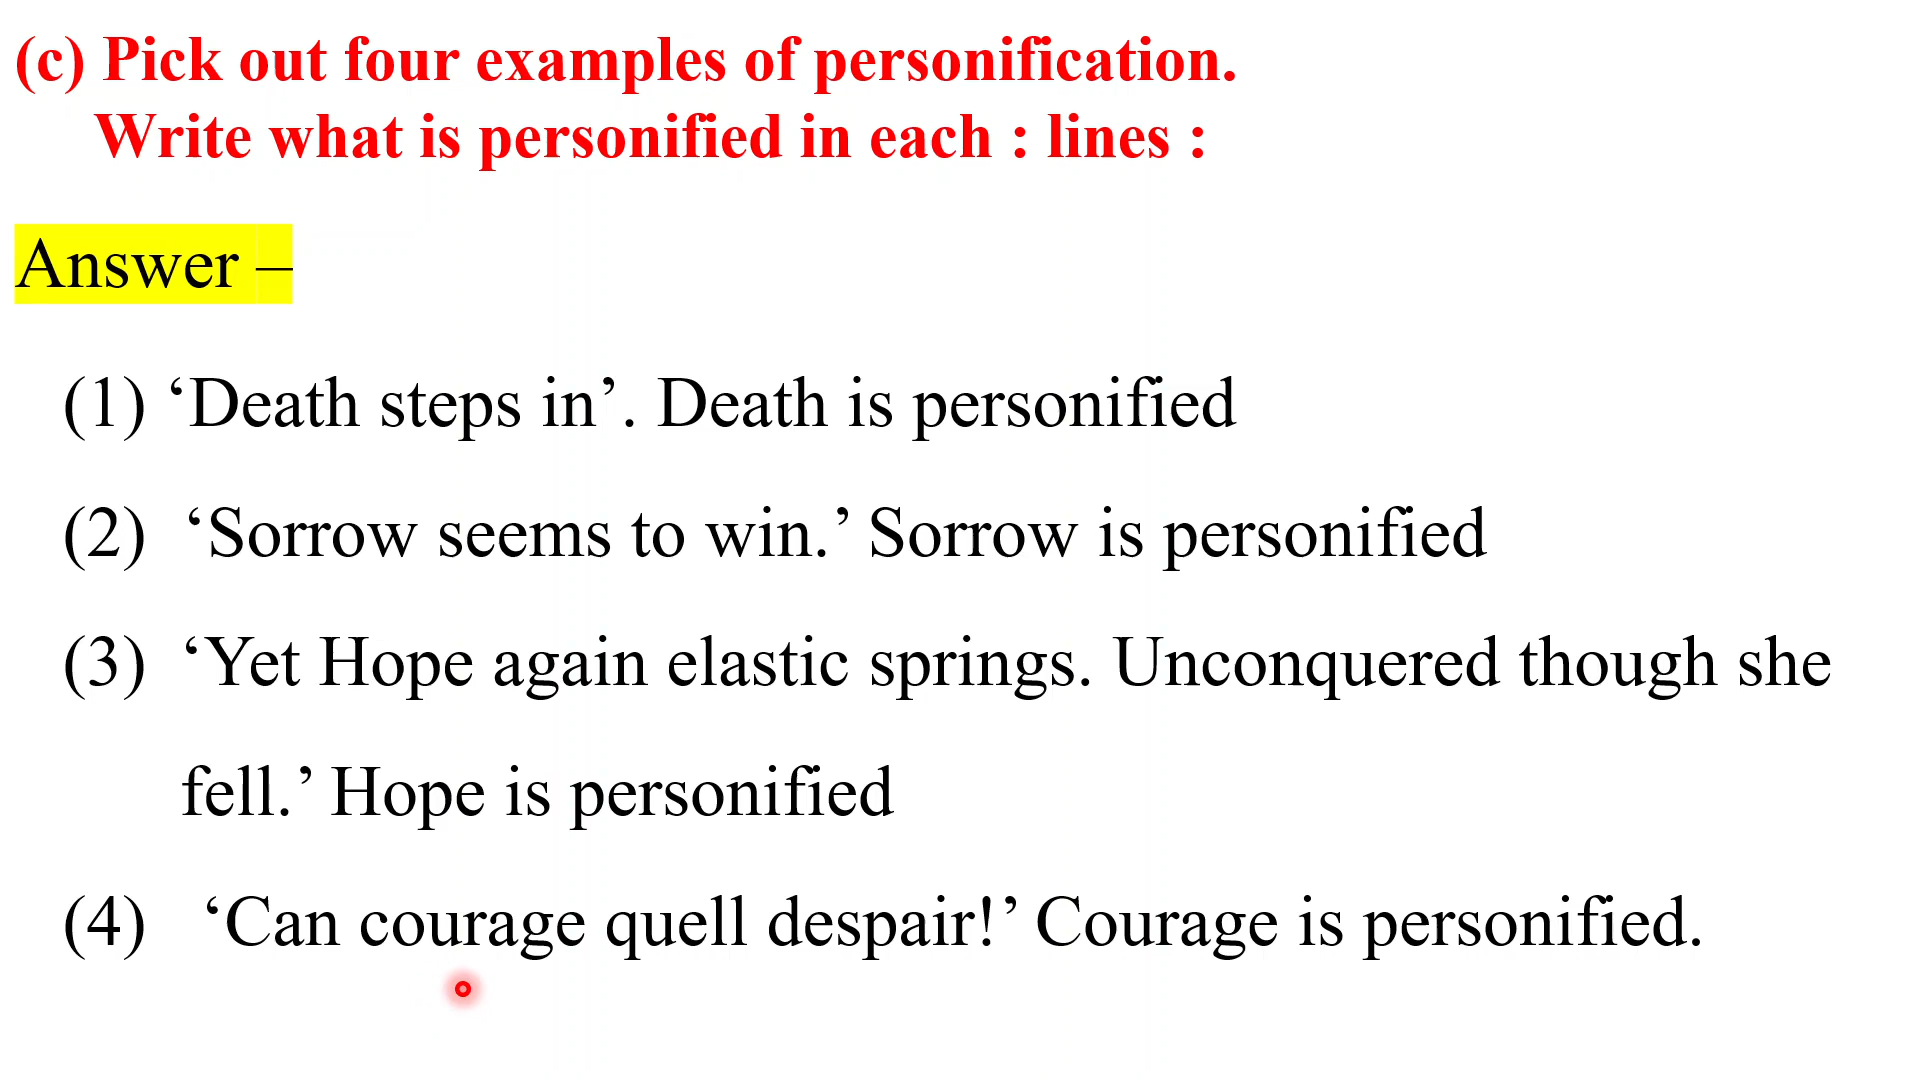 (c) Pick out four examples of personification.
Write what is personified in each : lines :
Answer –
(1) ‘Death steps in’. Death is personified
(2) ‘Sorrow seems to win.’ Sorrow is personified
(3) ‘Yet Hope again elastic springs. Unconquered though she
fell.’ Hope is personified
(4) ‘Can courage quell despair!’ Courage is personified.